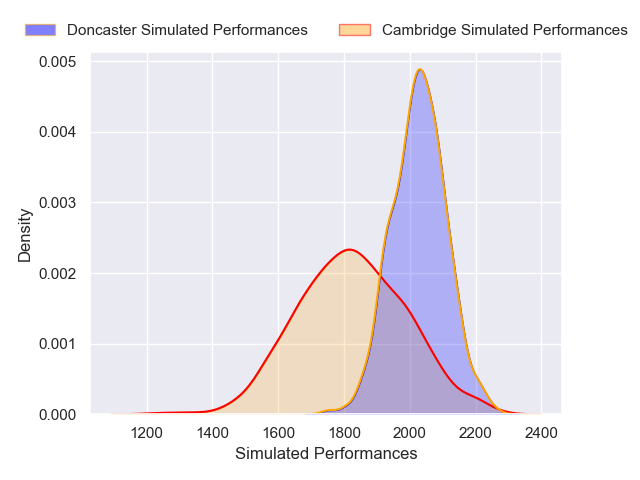 Doncaster Simulated Performances Cambridge Simulated Performances
0.005
0.004
0.003
0.002
0.001
0.000
Density
1200 1400 1600 1800 2000 2200 2400
Simulated Performances